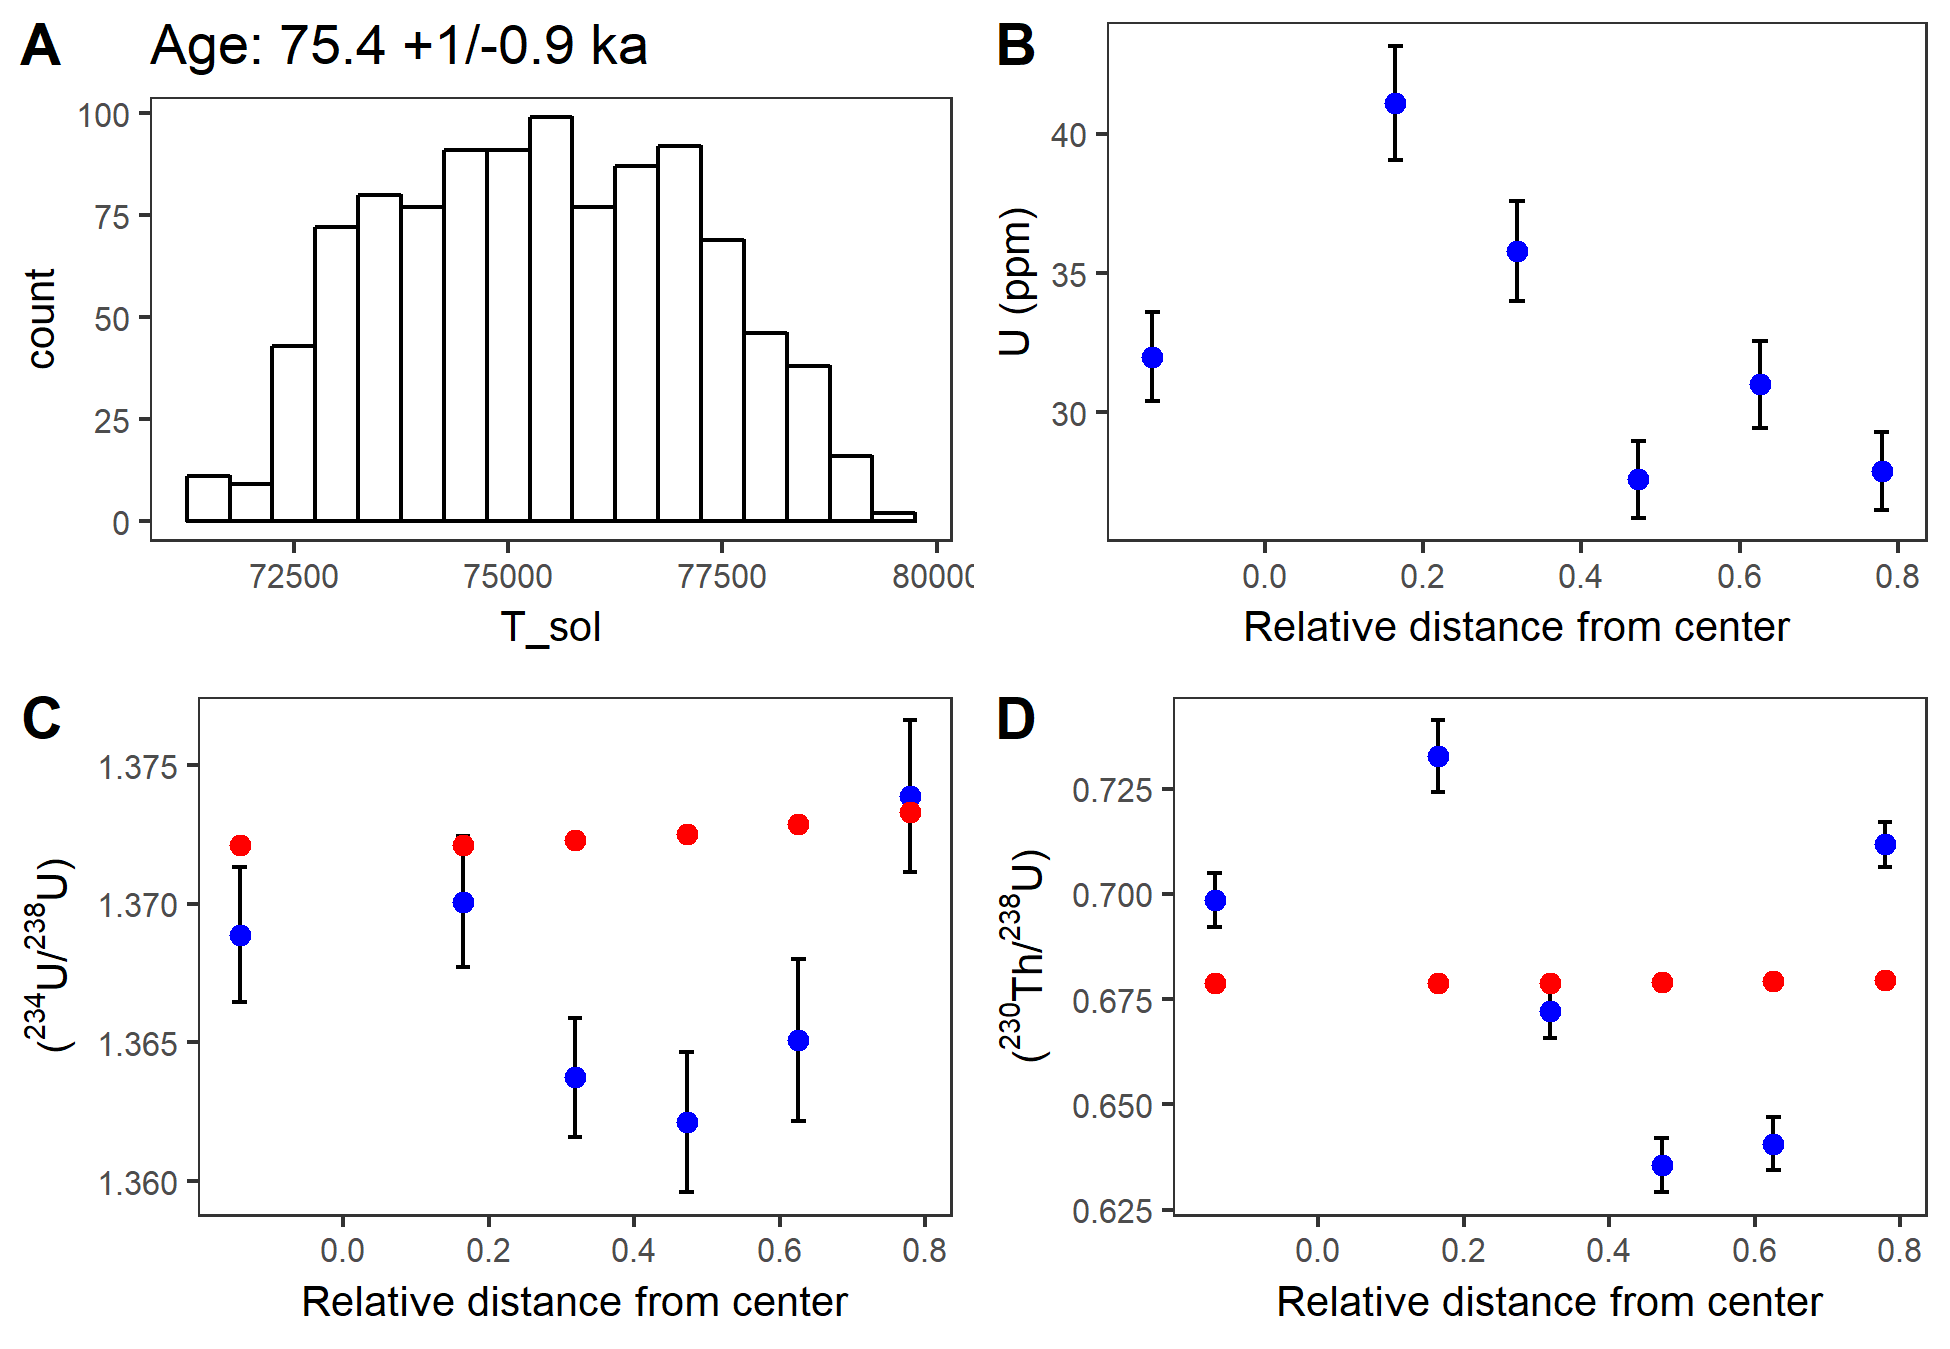 A
Age: 75.4 +1/-0.9 ka
100
75
50
25
0
count
72500
75000
77500
8000
T_sol
B
40
35
30
U (ppm)
0.0
0.2
0.4
0.6
0.8
Relative distance from center
C
1.375
1.370
1.365
1.360
(²³⁴U/²³⁸U)
0.0
0.2
0.4
0.6
0.8
Relative distance from center
D
0.725
0.700
0.675
0.650
0.625
(²³⁰Th/²³⁸U)
0.0
0.2
0.4
0.6
0.8
Relative distance from center